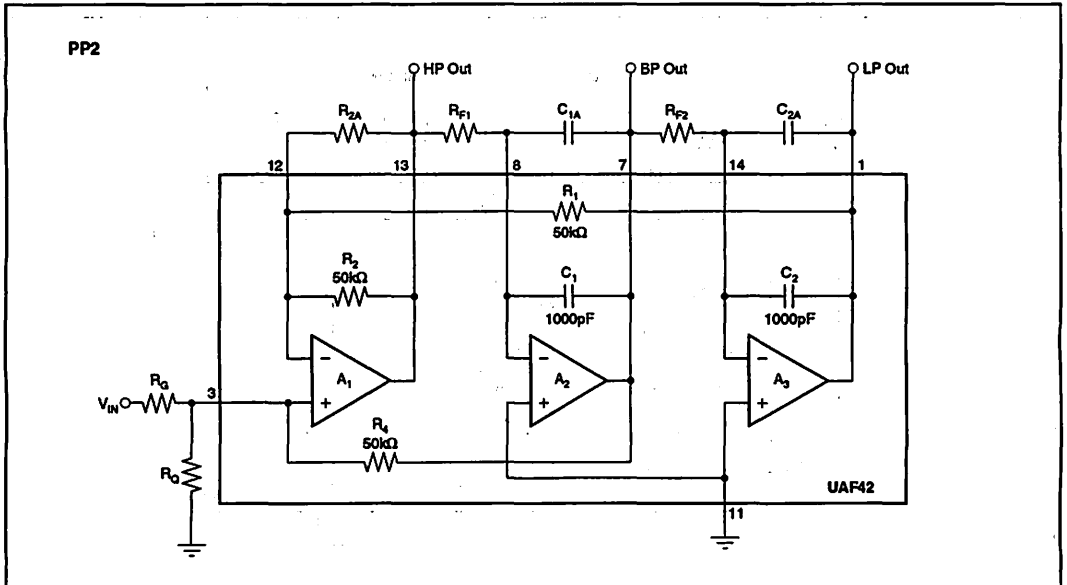 PP2
HP Out
BP Out
LP Out
R2A
RF1
C1A
RF2
C2A
12
13
8
7
14
1
R1
50kΩ
R2
50kΩ
C1
1000pF
C2
1000pF
RG
3
VIN
−
A1
+
−
A2
+
−
A3
+
R4
50kΩ
RQ
UAF42
11